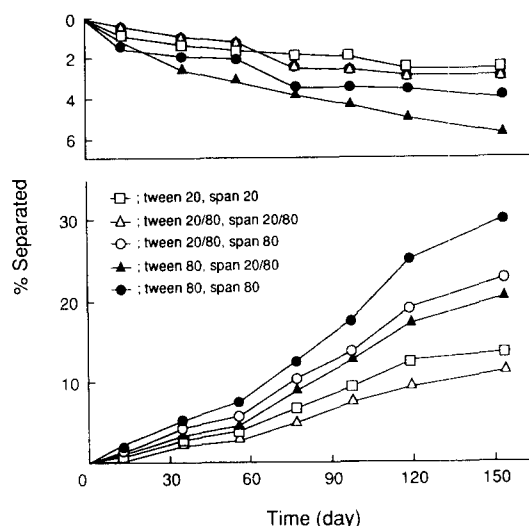 0
2
4
6
% Separated
30
20
10
; tween 20, span 20
; tween 20/80, span 20/80
; tween 20/80, span 80
; tween 80, span 20/80
; tween 80, span 80
0 30 60 90 120 150
Time (day)